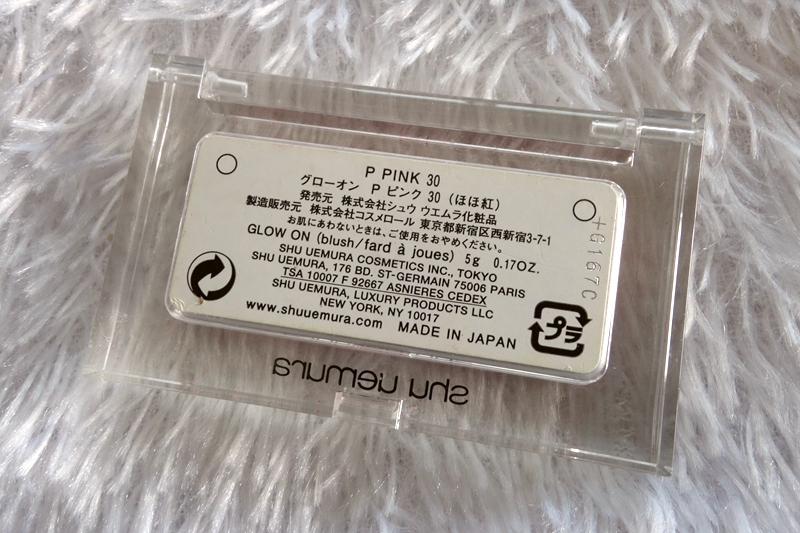 P PINK 30
グローオン P ピンク 30 (ほほ紅)
発売元 株式会社シュウ ウエムラ化粧品
製造販売元 株式会社コスメロール 東京都新宿区西新宿3-7-1
お肌にあわないときは、ご使用をおやめください。
GLOW ON (blush/fard à joues) 5g 0.17OZ.
SHU UEMURA COSMETICS INC., TOKYO
SHU UEMURA, 176 BD. ST-GERMAIN 75006 PARIS
TSA 10007 F 92667 ASNIERES CEDEX
SHU UEMURA, LUXURY PRODUCTS LLC
NEW YORK, NY 10017
www.shuuemura.com MADE IN JAPAN
プラ
+G167C
shu uemura